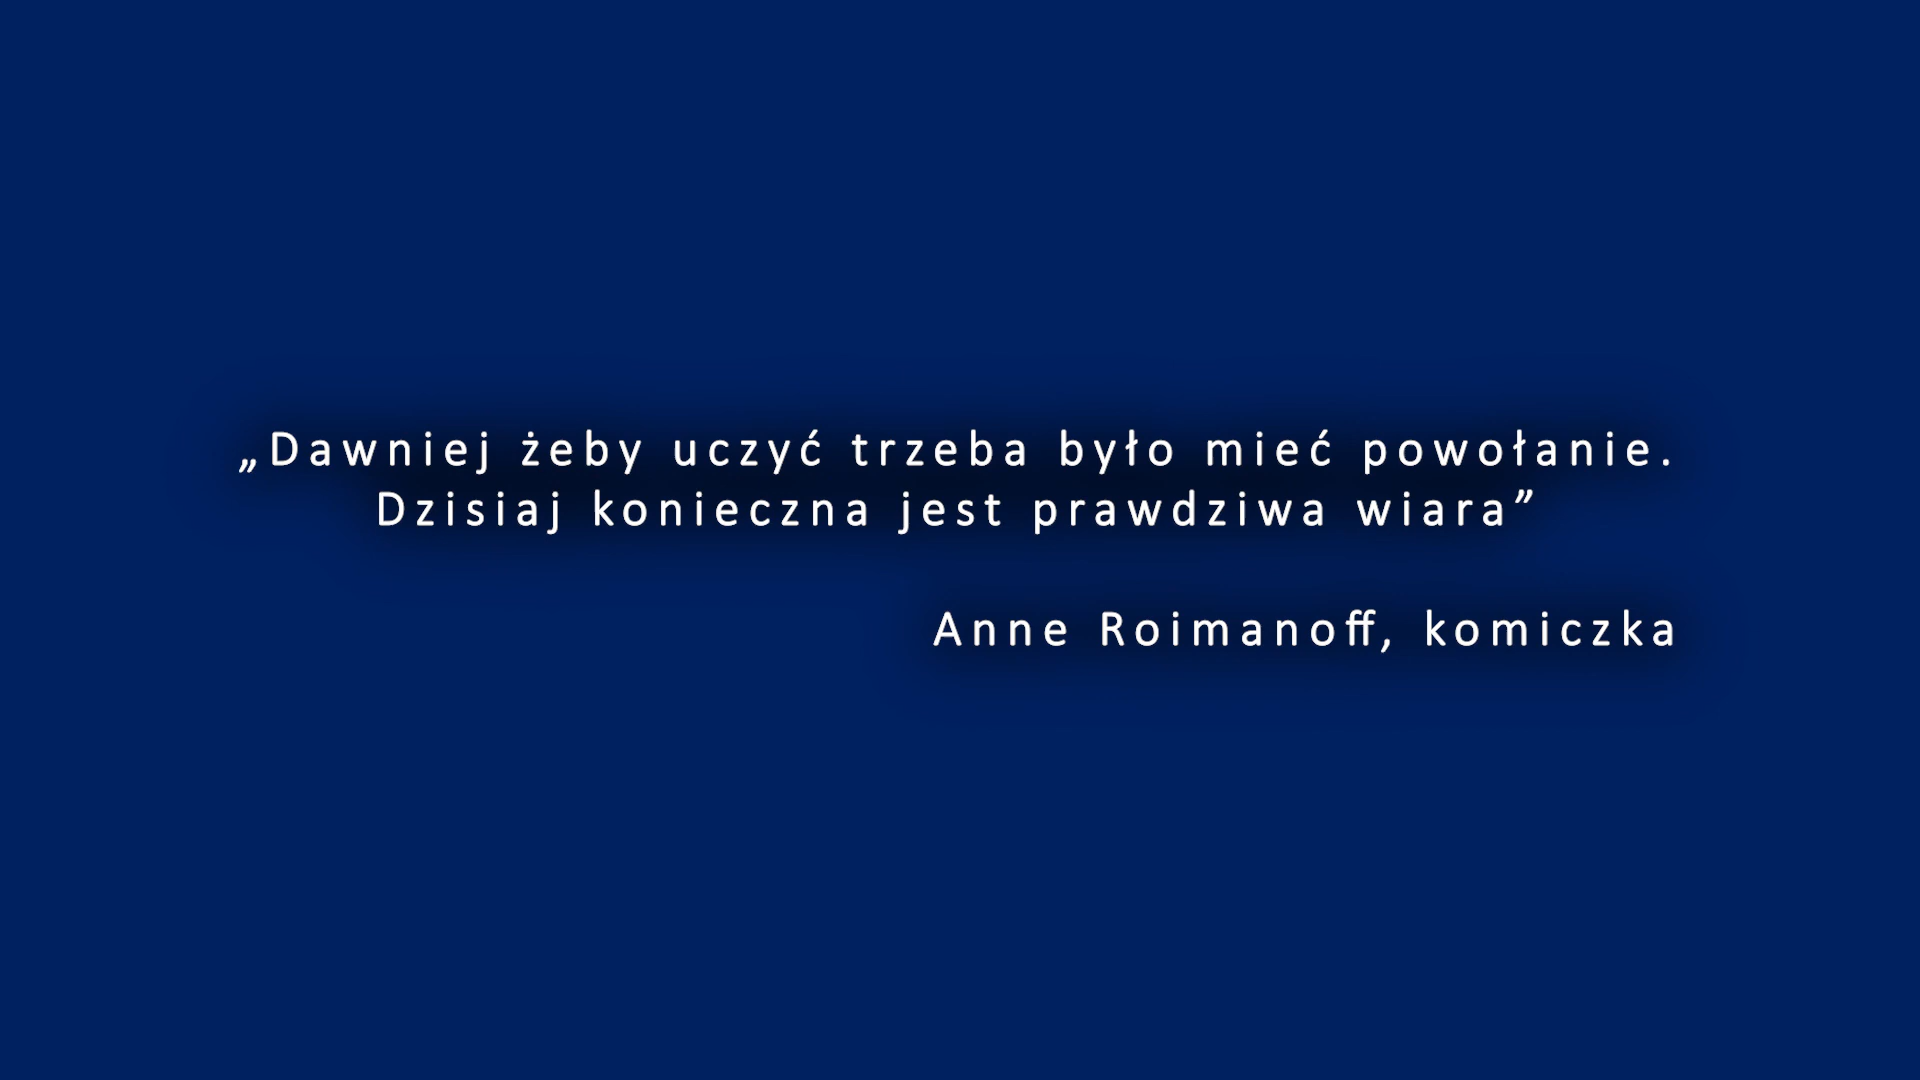 „Dawniej żeby uczyć trzeba było mieć powołanie.
Dzisiaj konieczna jest prawdziwa wiara”
Anne Roimanoff, komiczka